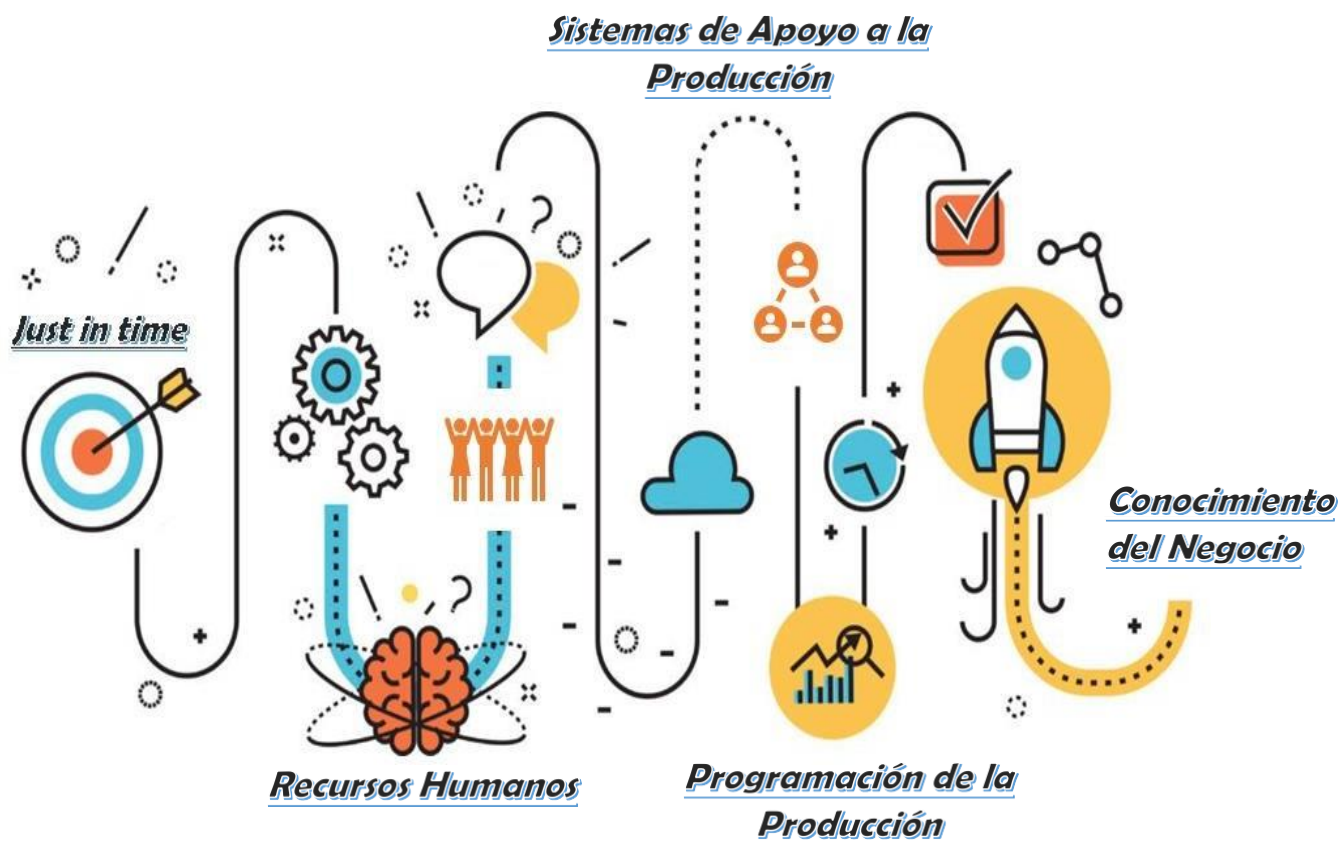 Sistemas de Apoyo a la
Producción
Just in time
Conocimiento
del Negocio
Recursos Humanos
Programación de la
Producción